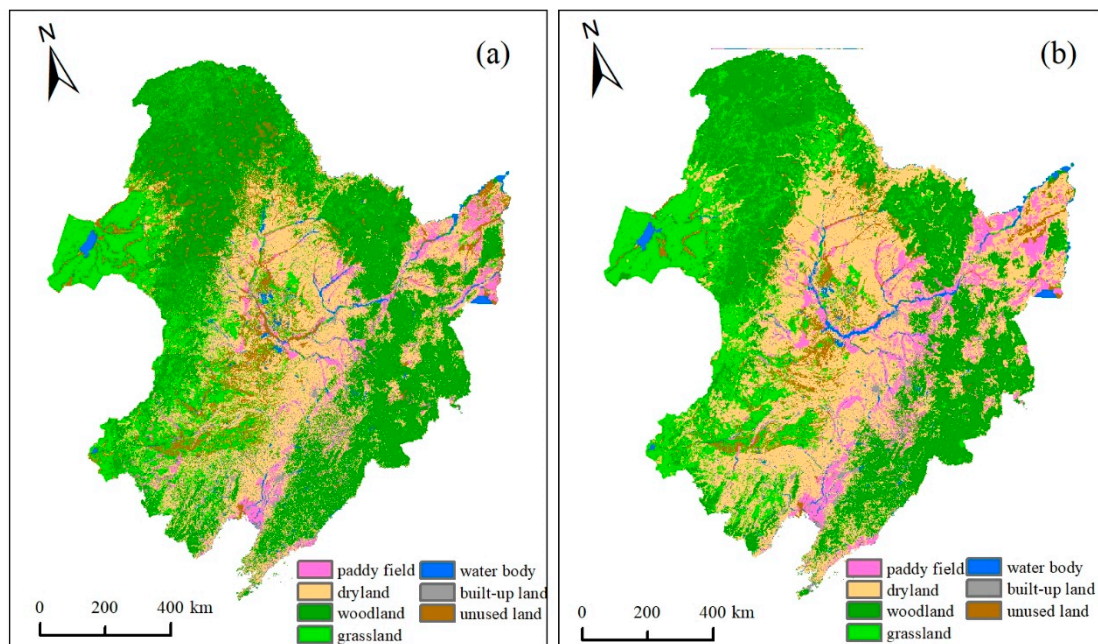 N
(a)
paddy field
water body
dryland
built-up land
woodland
unused land
grassland
0 200 400 km
N
(b)
paddy field
water body
dryland
built-up land
woodland
unused land
grassland
0 200 400 km